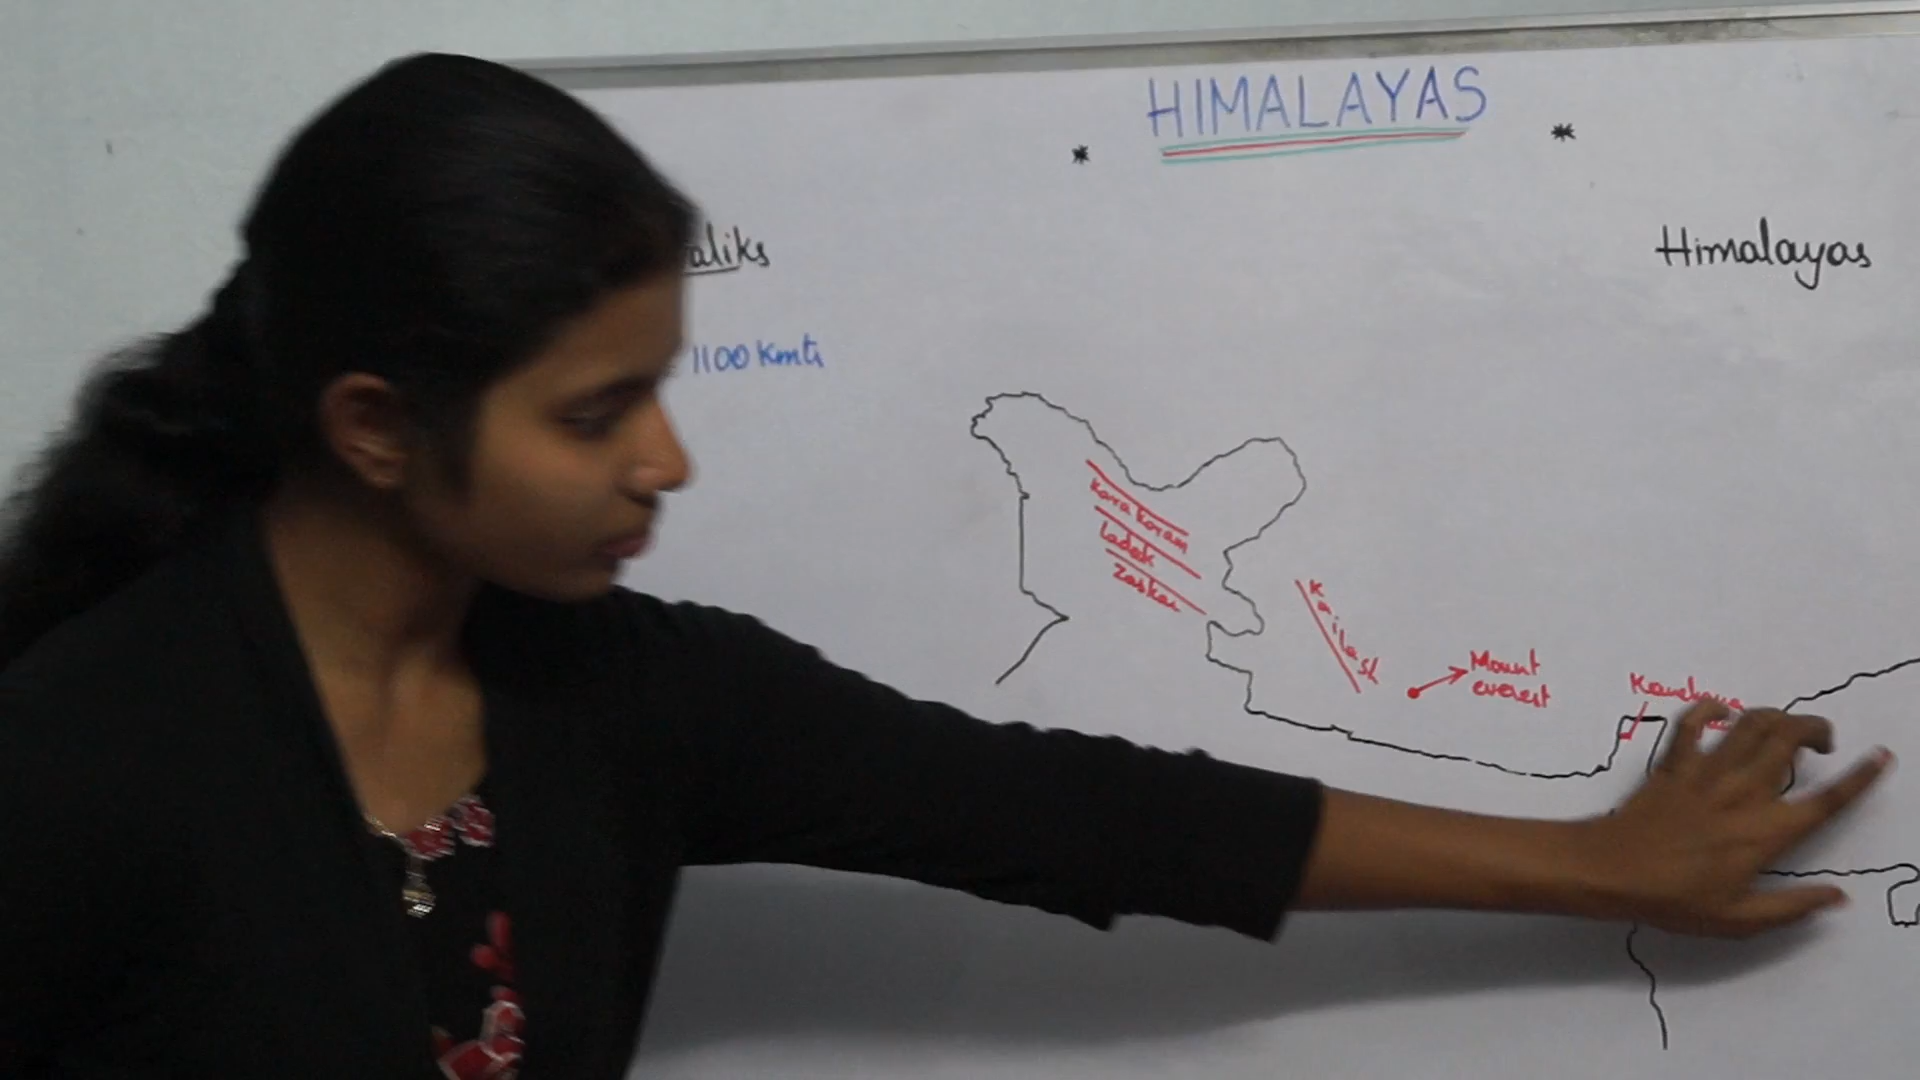 * HIMALAYAS *
aliks
Himalayas
1100 Kmts
Karakoram
Ladak
Zaskar
Kailash
Mount
everest